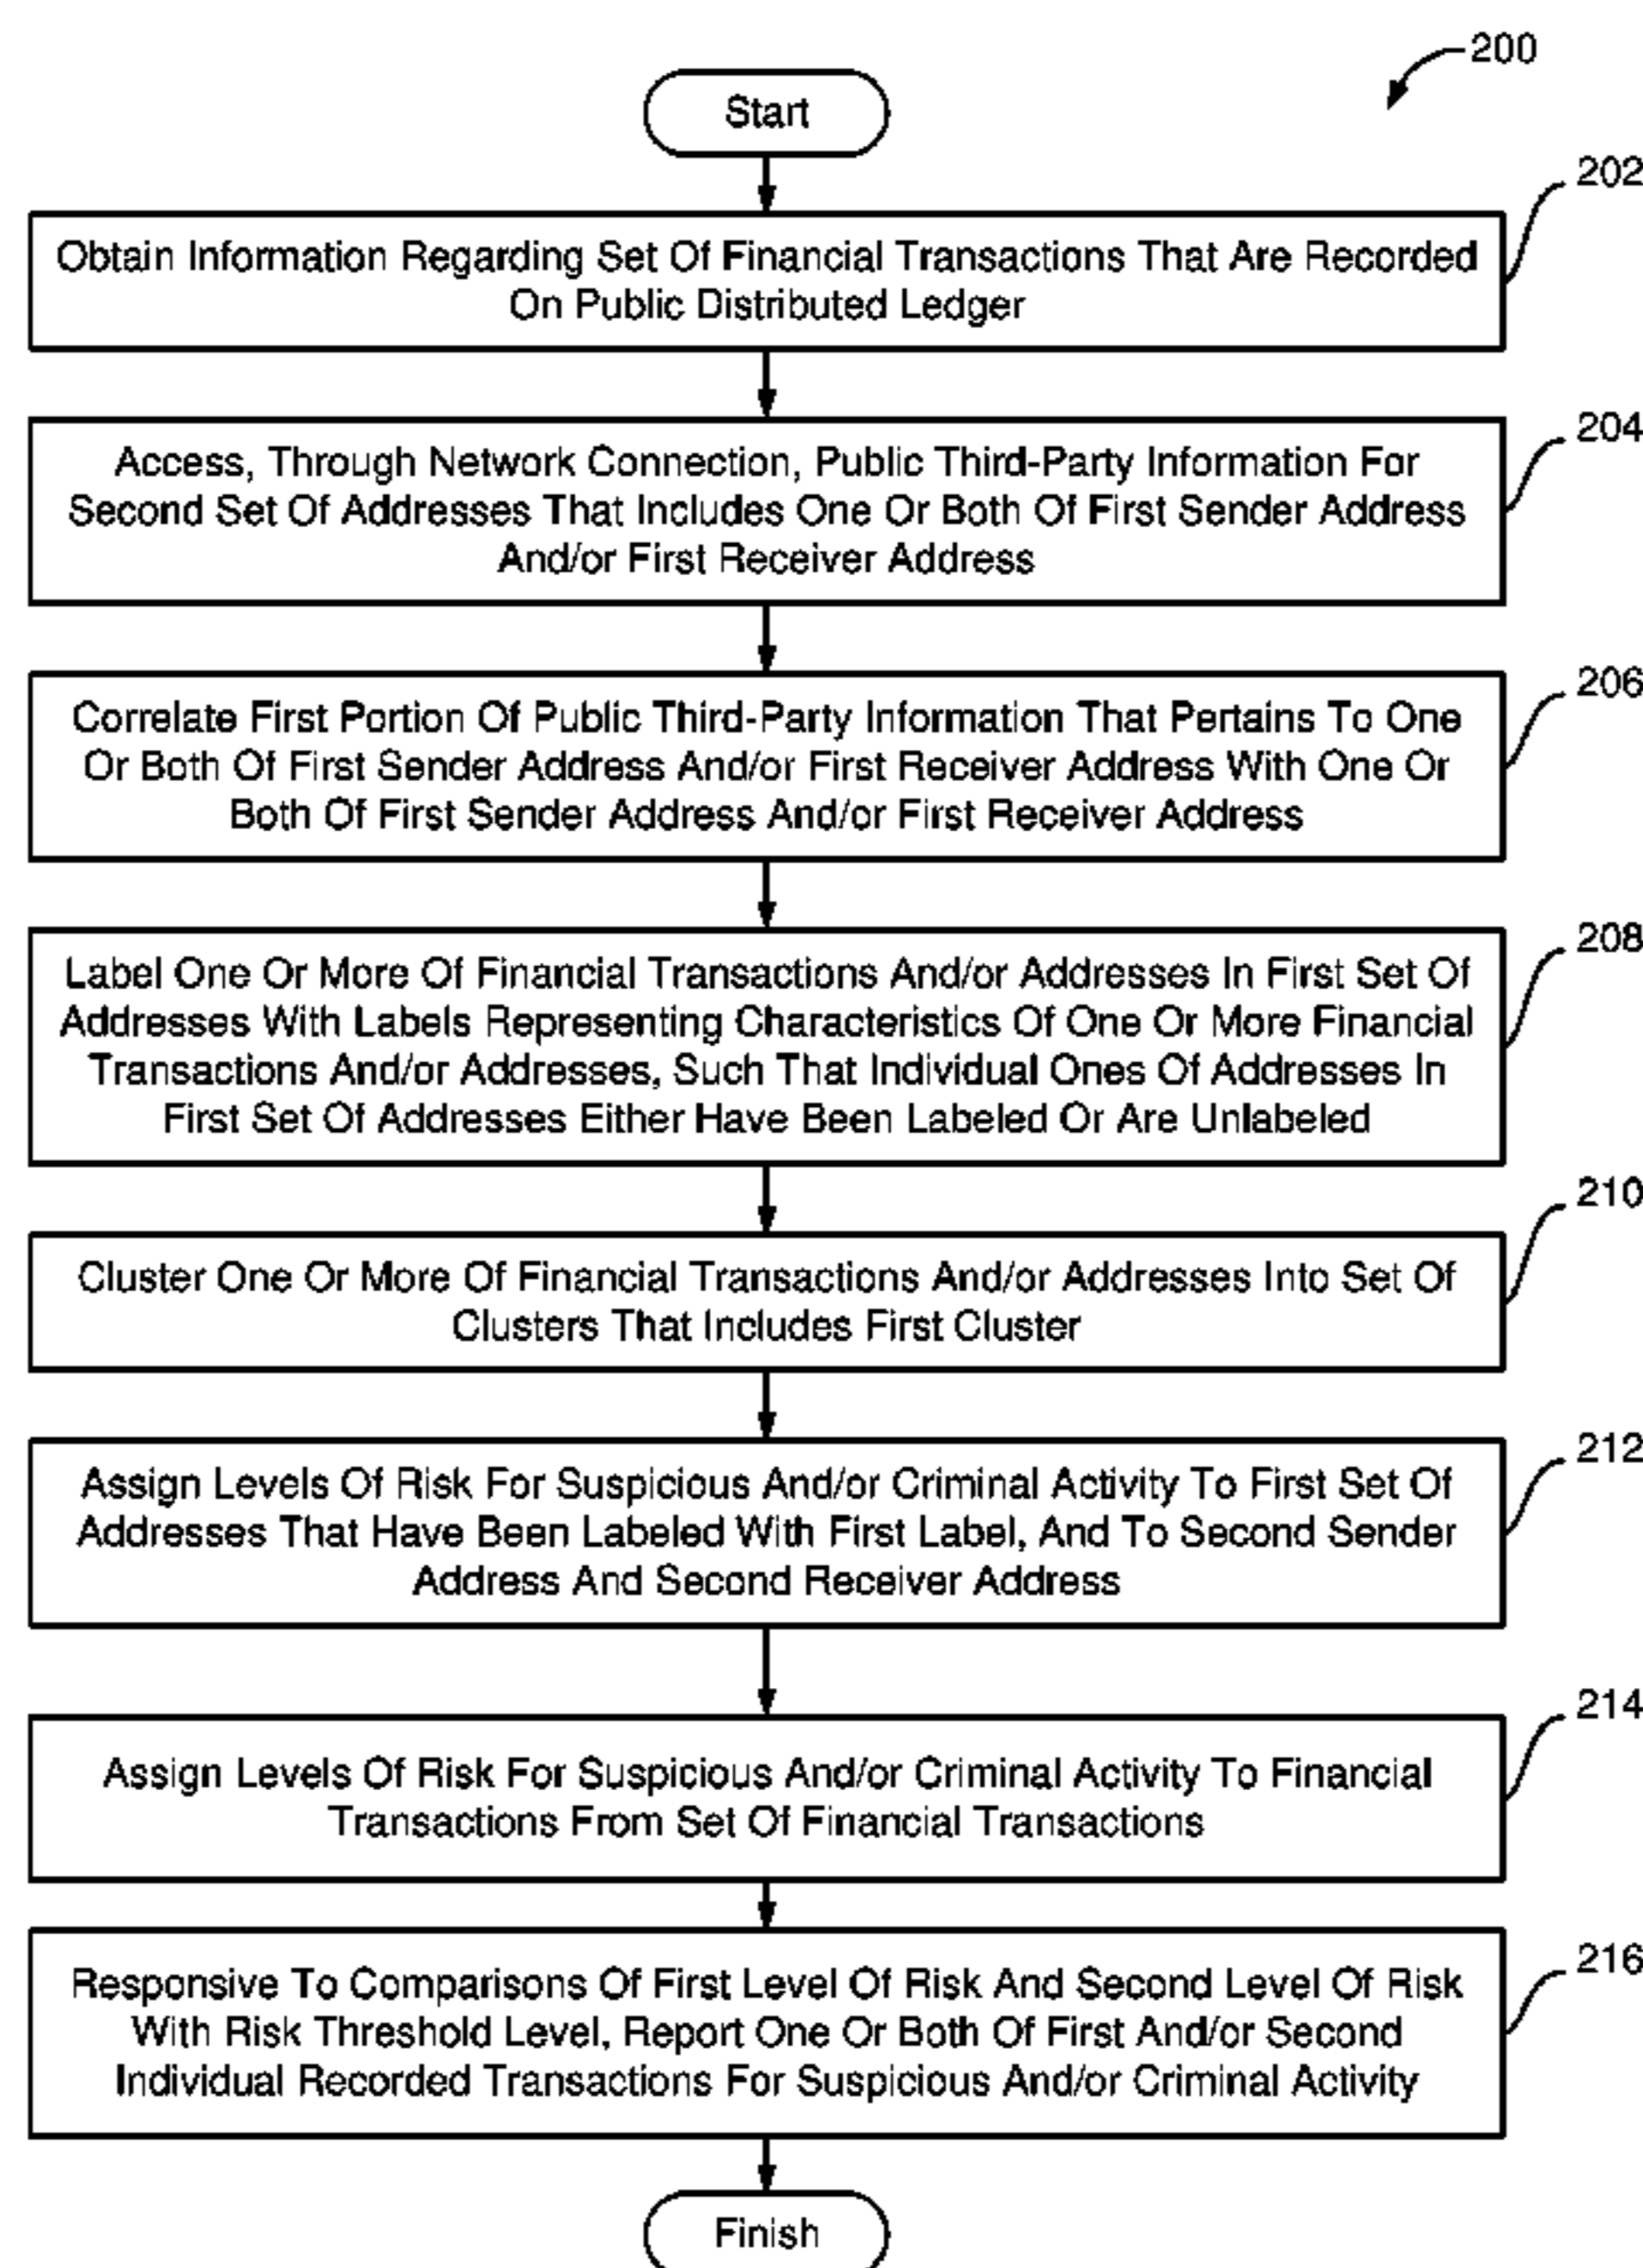 200
Start
202
Obtain Information Regarding Set Of Financial Transactions That Are Recorded
On Public Distributed Ledger
204
Access, Through Network Connection, Public Third-Party Information For
Second Set Of Addresses That Includes One Or Both Of First Sender Address
And/or First Receiver Address
206
Correlate First Portion Of Public Third-Party Information That Pertains To One
Or Both Of First Sender Address And/or First Receiver Address With One Or
Both Of First Sender Address And/or First Receiver Address
208
Label One Or More Of Financial Transactions And/or Addresses In First Set Of
Addresses With Labels Representing Characteristics Of One Or More Financial
Transactions And/or Addresses, Such That Individual Ones Of Addresses In
First Set Of Addresses Either Have Been Labeled Or Are Unlabeled
210
Cluster One Or More Of Financial Transactions And/or Addresses Into Set Of
Clusters That Includes First Cluster
212
Assign Levels Of Risk For Suspicious And/or Criminal Activity To First Set Of
Addresses That Have Been Labeled With First Label, And To Second Sender
Address And Second Receiver Address
214
Assign Levels Of Risk For Suspicious And/or Criminal Activity To Financial
Transactions From Set Of Financial Transactions
216
Responsive To Comparisons Of First Level Of Risk And Second Level Of Risk
With Risk Threshold Level, Report One Or Both Of First And/or Second
Individual Recorded Transactions For Suspicious And/or Criminal Activity
Finish